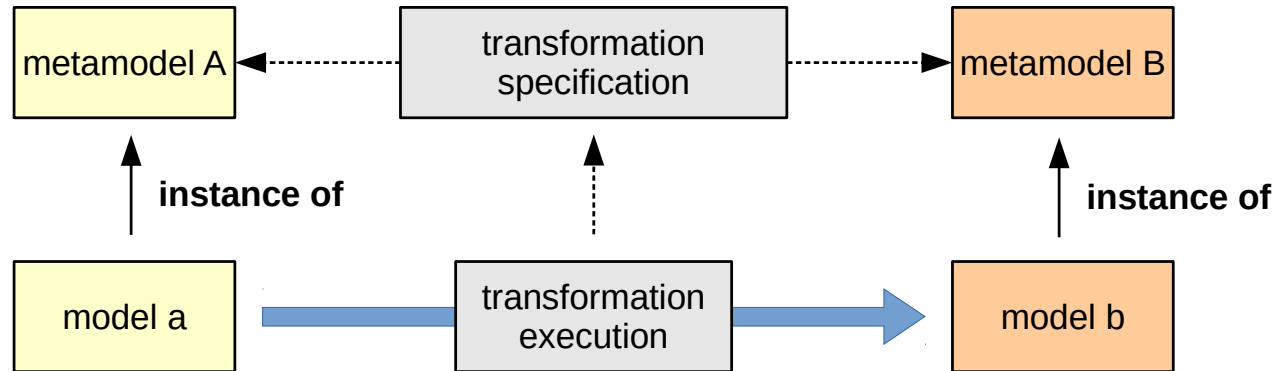 metamodel A
transformation
specification
metamodel B
instance of
instance of
model a
transformation
execution
model b